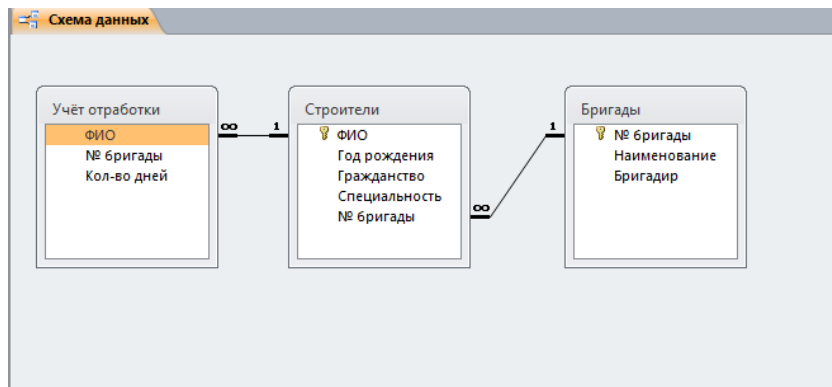 Схема данных
Учёт отработки
ФИО
№ бригады
Кол-во дней
∞ 1
Строители
ФИО
Год рождения
Гражданство
Специальность
№ бригады
∞ 1
Бригады
№ бригады
Наименование
Бригадир